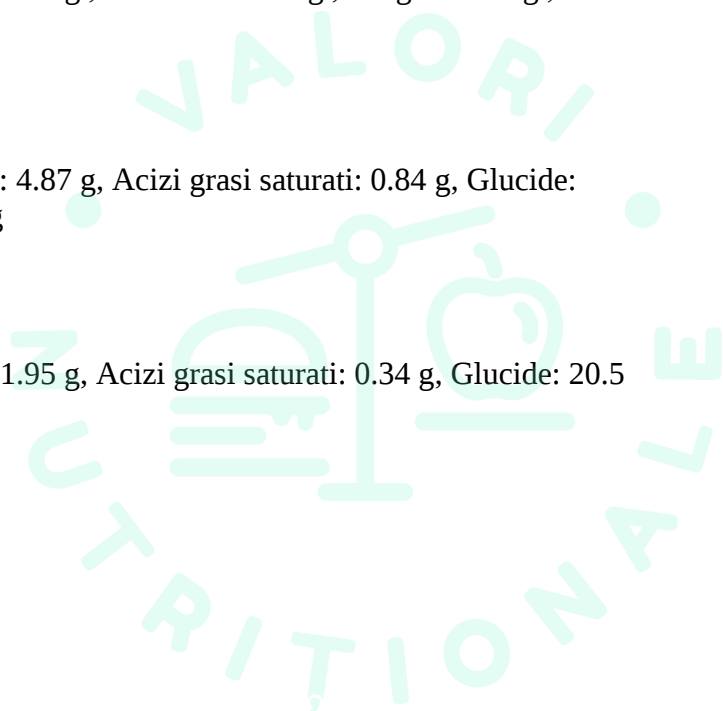 VALORI
: 4.87 g, Acizi grasi saturati: 0.84 g, Glucide:
g
1.95 g, Acizi grasi saturati: 0.34 g, Glucide: 20.5
NUTRITIONALE